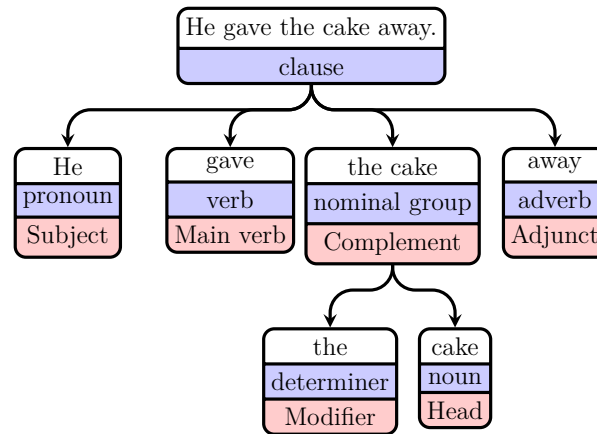 He gave the cake away.
clause
He
pronoun
Subject
gave
verb
Main verb
the cake
nominal group
Complement
away
adverb
Adjunct
the
determiner
Modifier
cake
noun
Head